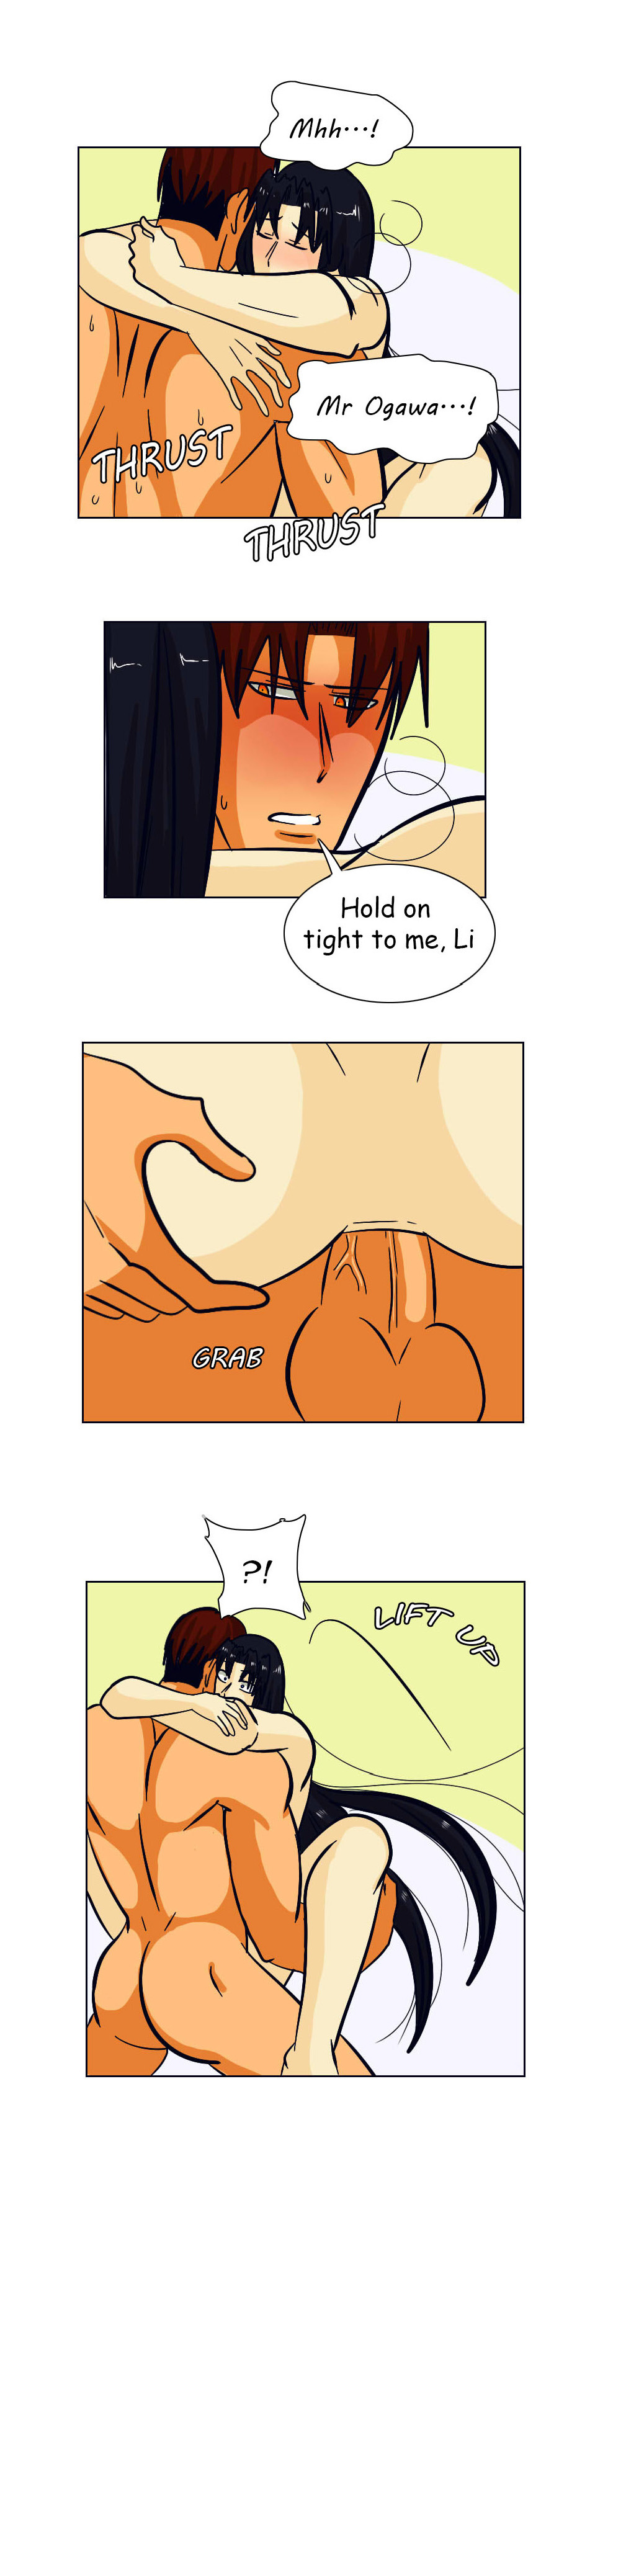 Mhh...!
Mr Ogawa...!
THRUST
THRUST
Hold on
tight to me, Li
GRAB
?!
LIFT UP